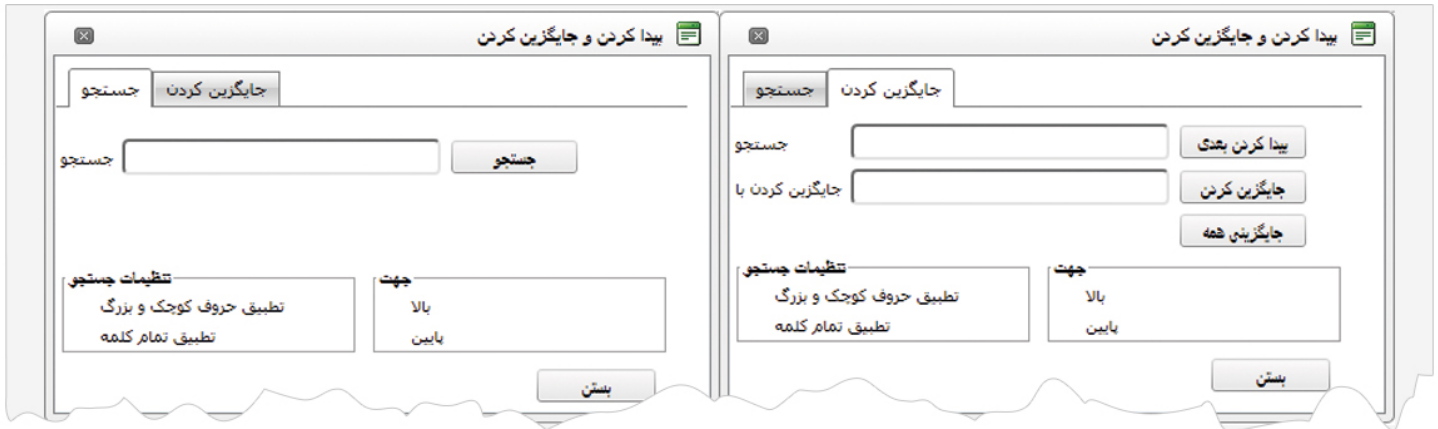 پیدا کردن و جایگزین کردن
جایگزین کردن
جستجو
پیدا کردن بعدی
جستجو
جایگزین کردن
جایگزین کردن با
جایگزینی همه
جهت
بالا
پایین
تنظیمات جستجو
تطبیق حروف کوچک و بزرگ
تطبیق تمام کلمه
بستن
پیدا کردن و جایگزین کردن
جایگزین کردن
جستجو
جستجو
جستجو
جهت
بالا
پایین
تنظیمات جستجو
تطبیق حروف کوچک و بزرگ
تطبیق تمام کلمه
بستن